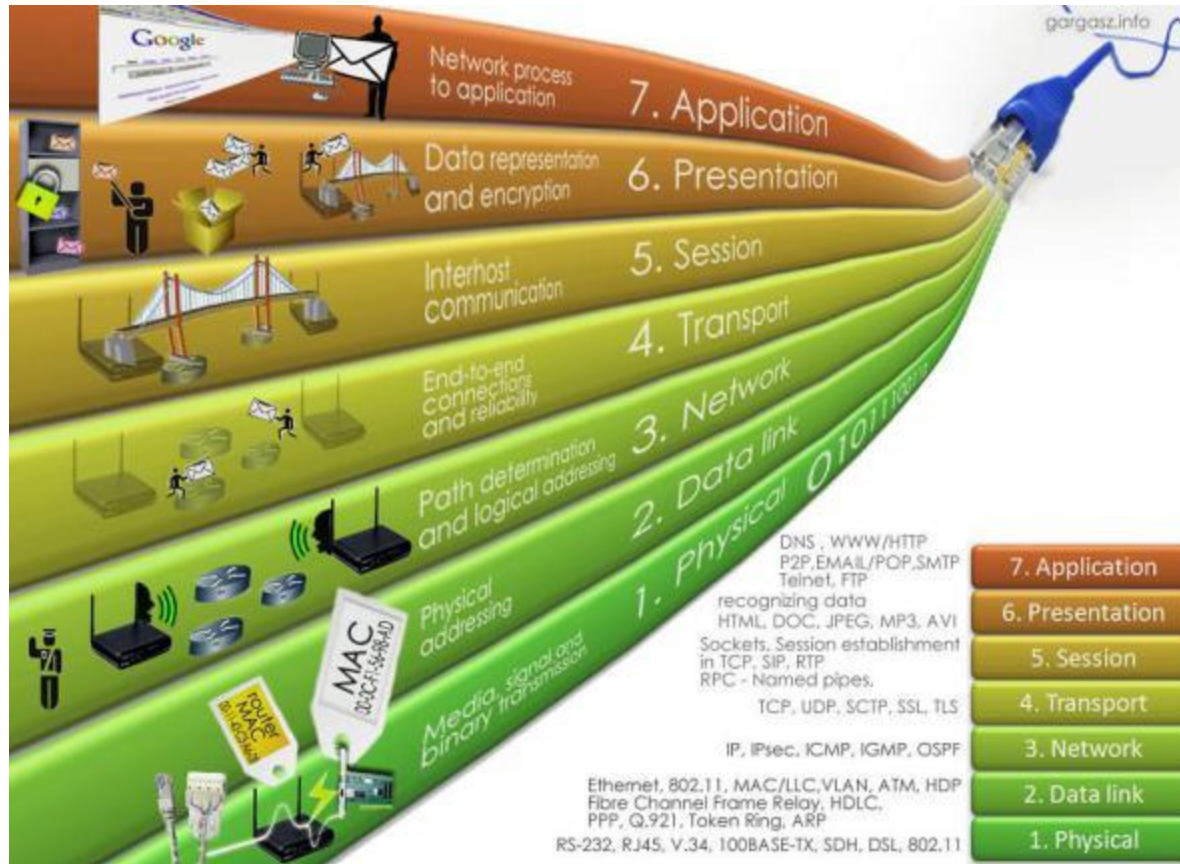 gargasz.info
Google
Network process
to application
7. Application
Data representation
and encryption
6. Presentation
Interhost
communication
5. Session
End-to-end
connections
and reliability
4. Transport
Path determination
and logical addressing
3. Network
Physical
addressing
2. Data link
Media, signal and
binary transmission
1. Physical
MAC
router
MAC
DNS , WWW/HTTP
P2P,EMAIL/POP,SMTP
Telnet, FTP
7. Application
recognizing data
HTML, DOC, JPEG, MP3, AVI
6. Presentation
Sockets. Session establishment
in TCP, SIP, RTP
RPC - Named pipes,
5. Session
TCP, UDP, SCTP, SSL, TLS
4. Transport
IP, IPsec, ICMP, IGMP, OSPF
3. Network
Ethernet, 802.11, MAC/LLC,VLAN, ATM, HDP
Fibre Channel Frame Relay, HDLC,
PPP, Q.921, Token Ring, ARP
2. Data link
RS-232, RJ45, V.34, 100BASE-TX, SDH, DSL, 802.11
1. Physical